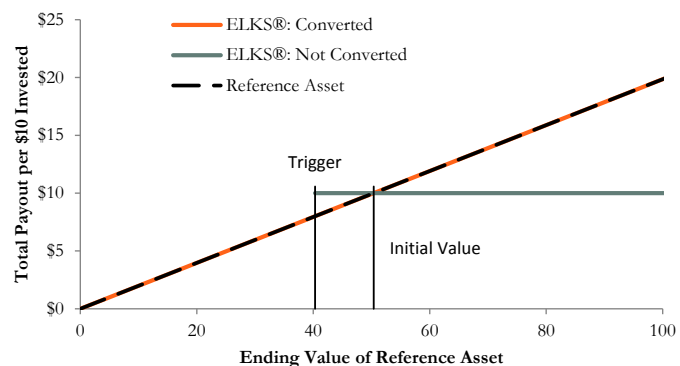 $25
$20
$15
$10
$5
$0
Total Payout per $10 Invested
ELKS®: Converted
ELKS®: Not Converted
Reference Asset
Trigger
Initial Value
0 20 40 60 80 100
Ending Value of Reference Asset